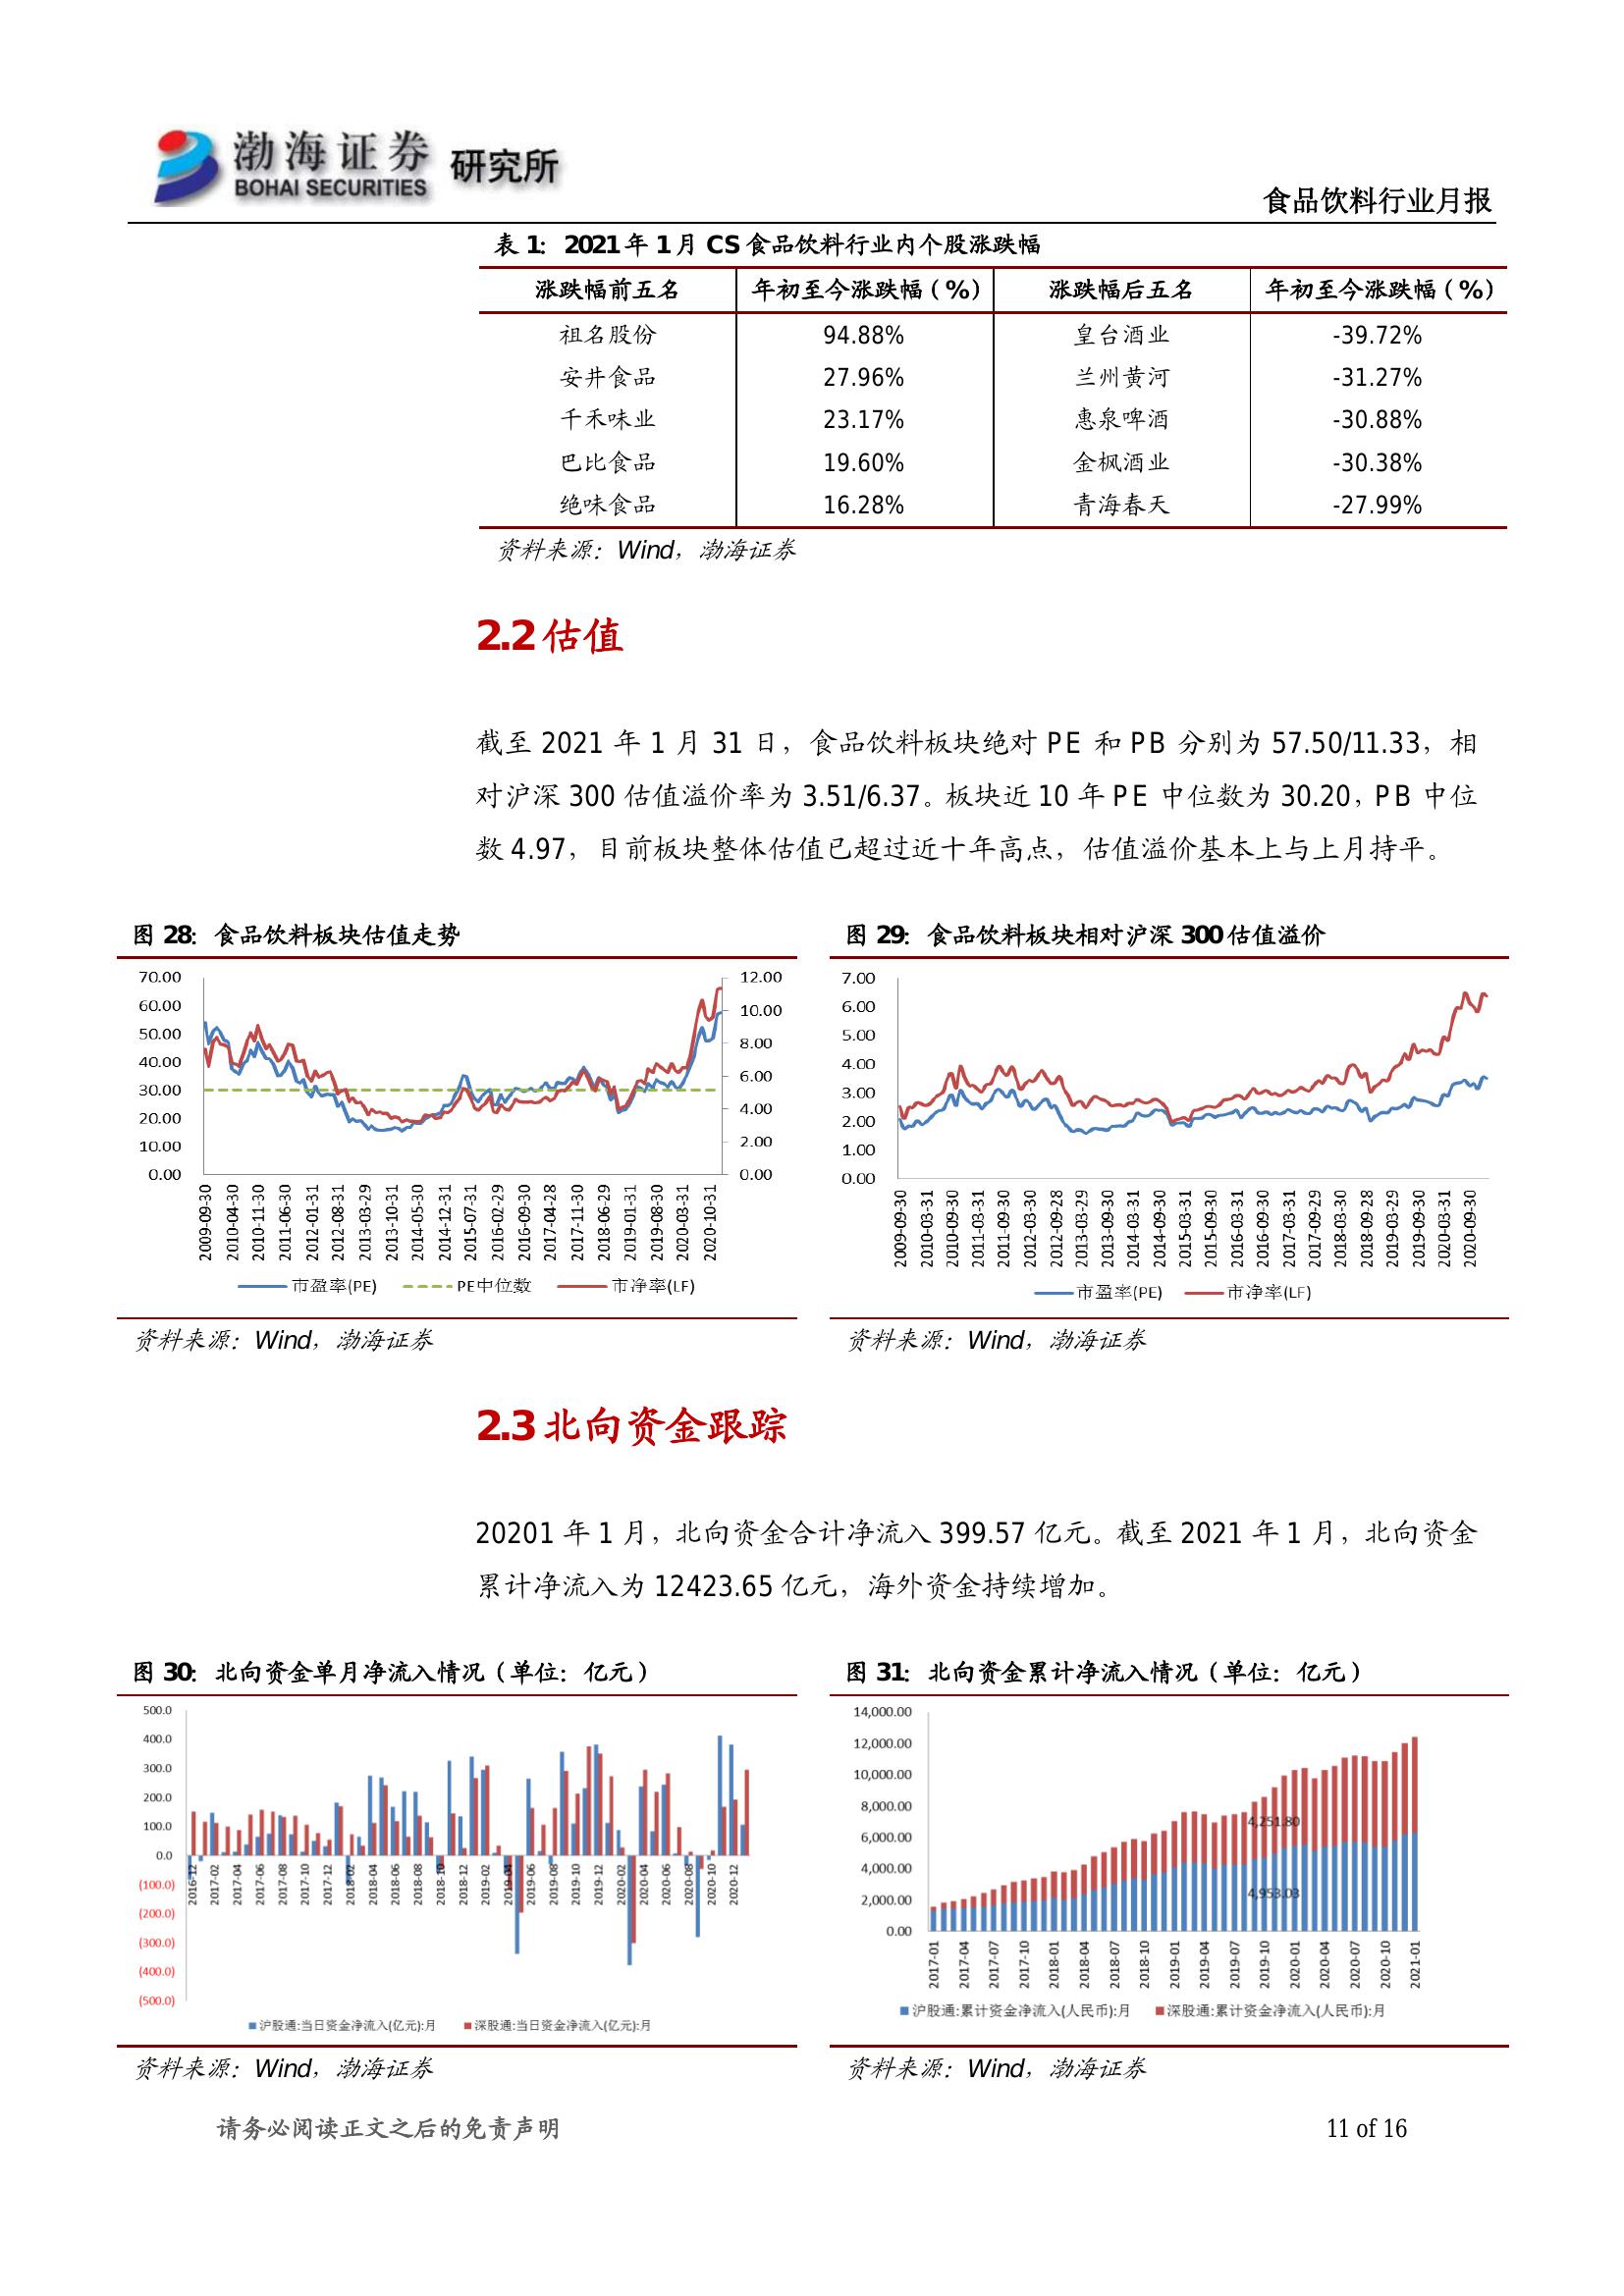 渤海证券 研究所
BOHAI SECURITIES
食品饮料行业月报
表 1: 2021 年 1 月 CS 食品饮料行业内个股涨跌幅
涨跌幅前五名 年初至今涨跌幅（%） 涨跌幅后五名 年初至今涨跌幅（%）
祖名股份 94.88% 皇台酒业 -39.72%
安井食品 27.96% 兰州黄河 -31.27%
千禾味业 23.17% 惠泉啤酒 -30.88%
巴比食品 19.60% 金枫酒业 -30.38%
绝味食品 16.28% 青海春天 -27.99%
资料来源：Wind，渤海证券
2.2 估值
截至 2021 年 1 月 31 日，食品饮料板块绝对 PE 和 PB 分别为 57.50/11.33，相
对沪深 300 估值溢价率为 3.51/6.37。板块近 10 年 PE 中位数为 30.20，PB 中位
数 4.97，目前板块整体估值已超过近十年高点，估值溢价基本上与上月持平。
图 28: 食品饮料板块估值走势
70.00
60.00
50.00
40.00
30.00
20.00
10.00
0.00
12.00
10.00
8.00
6.00
4.00
2.00
0.00
2009-09-30 2010-04-30 2010-11-30 2011-06-30 2012-01-31 2012-08-31 2013-03-29 2013-10-31 2014-05-30 2014-12-31 2015-07-31 2016-02-29 2016-09-30 2017-04-28 2017-11-30 2018-06-29 2019-01-31 2019-08-30 2020-03-31 2020-10-31
市盈率(PE) PE中位数 市净率(LF)
资料来源：Wind，渤海证券
图 29: 食品饮料板块相对沪深 300 估值溢价
7.00
6.00
5.00
4.00
3.00
2.00
1.00
0.00
2009-09-30 2010-03-31 2010-09-30 2011-03-31 2011-09-30 2012-03-30 2012-09-28 2013-03-29 2013-09-30 2014-03-31 2014-09-30 2015-03-31 2015-09-30 2016-03-31 2016-09-30 2017-03-31 2017-09-29 2018-03-30 2018-09-28 2019-03-29 2019-09-30 2020-03-31 2020-09-30
市盈率(PE) 市净率(LF)
资料来源：Wind，渤海证券
2.3 北向资金跟踪
20201 年 1 月，北向资金合计净流入 399.57 亿元。截至 2021 年 1 月，北向资金
累计净流入为 12423.65 亿元，海外资金持续增加。
图 30: 北向资金单月净流入情况（单位：亿元）
500.0
400.0
300.0
200.0
100.0
0.0
(100.0)
(200.0)
(300.0)
(400.0)
(500.0)
2016-12 2017-02 2017-04 2017-06 2017-08 2017-10 2017-12 2018-02 2018-04 2018-06 2018-08 2018-10 2018-12 2019-02 2019-04 2019-06 2019-08 2019-10 2019-12 2020-02 2020-04 2020-06 2020-08 2020-10 2020-12
沪股通:当日资金净流入(亿元):月 深股通:当日资金净流入(亿元):月
资料来源：Wind，渤海证券
图 31: 北向资金累计净流入情况（单位：亿元）
14,000.00
12,000.00
10,000.00
8,000.00
6,000.00
4,000.00
2,000.00
0.00
4,251.80
4,953.03
2017-01 2017-04 2017-07 2017-10 2018-01 2018-04 2018-07 2018-10 2019-01 2019-04 2019-07 2019-10 2020-01 2020-04 2020-07 2020-10 2021-01
沪股通:累计资金净流入(人民币):月 深股通:累计资金净流入(人民币):月
资料来源：Wind，渤海证券
请务必阅读正文之后的免责声明
11 of 16